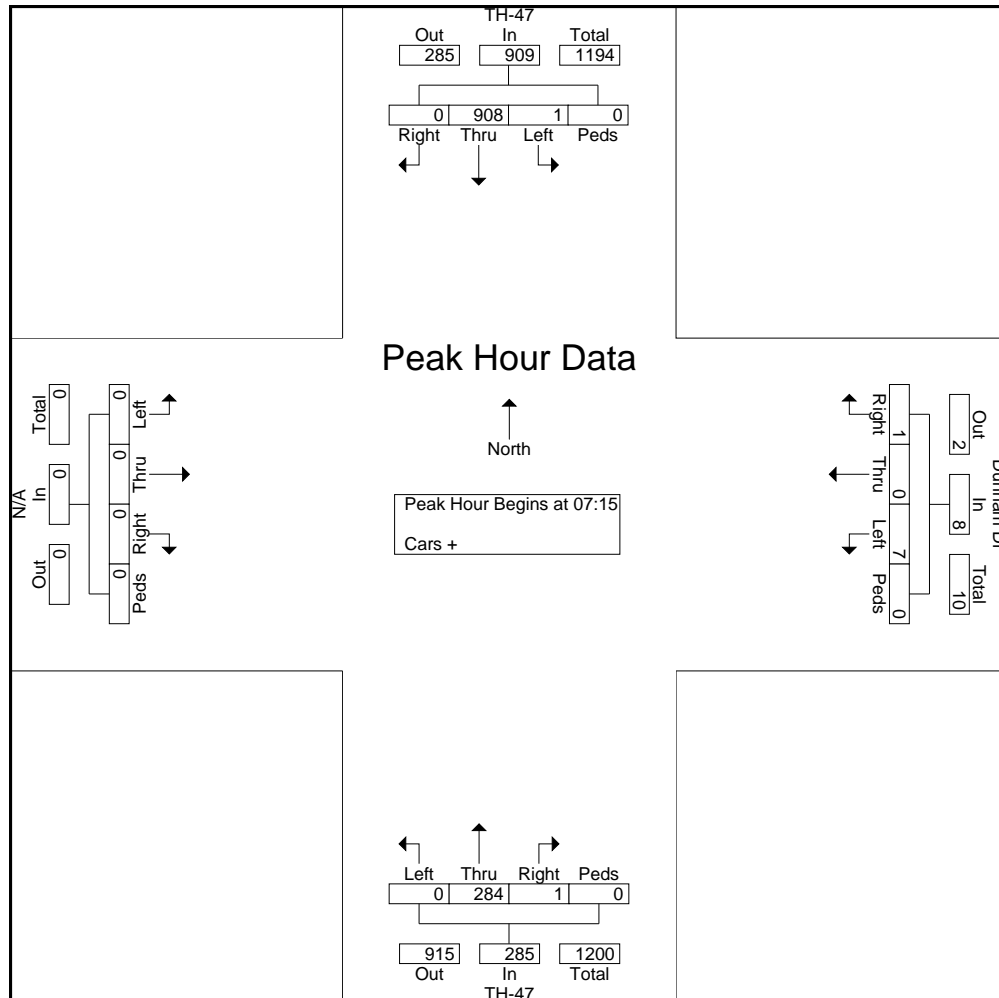 TH-47
Out In Total
285 909 1194
0 908 1 0
Right Thru Left Peds
Peak Hour Data
North
Peak Hour Begins at 07:15
Cars +
N/A
Out In Total
0 0 0
0 0 0 0
Left Thru Right Peds
Right Thru Left Peds
1 0 7 0
Out In Total
2 8 10
Left Thru Right Peds
0 284 1 0
915 285 1200
Out In Total
TH-47